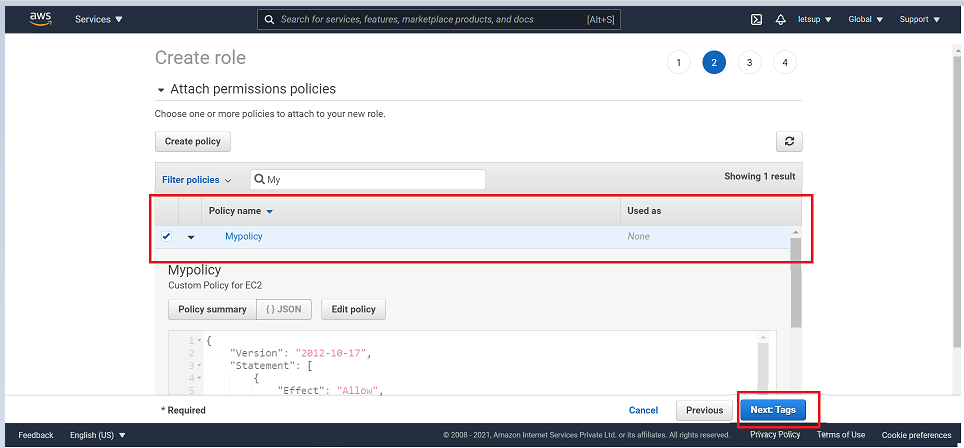 aws Services Search for services, features, marketplace products, and docs [Alt+S] letsup Global Support
Create role 1 2 3 4
Attach permissions policies
Choose one or more policies to attach to your new role.
Create policy
Filter policies My Showing 1 result
Policy name Used as
Mypolicy None
Mypolicy
Custom Policy for EC2
Policy summary { } JSON Edit policy
1 {
2 "Version": "2012-10-17",
3 "Statement": [
4 {
5 "Effect": "Allow",
* Required Cancel Previous Next: Tags
Feedback English (US) © 2008 - 2021, Amazon Internet Services Private Ltd. or its affiliates. All rights reserved. Privacy Policy Terms of Use Cookie preferences